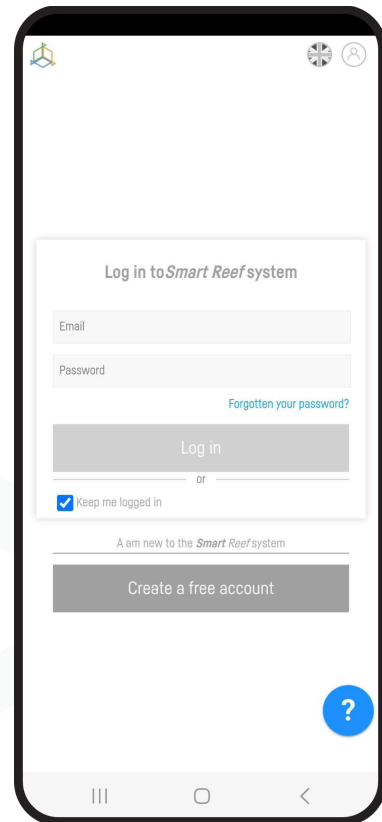 Log in to Smart Reef system
Email
Password
Forgotten your password?
Log in
or
Keep me logged in
A am new to the Smart Reef system
Create a free account
?